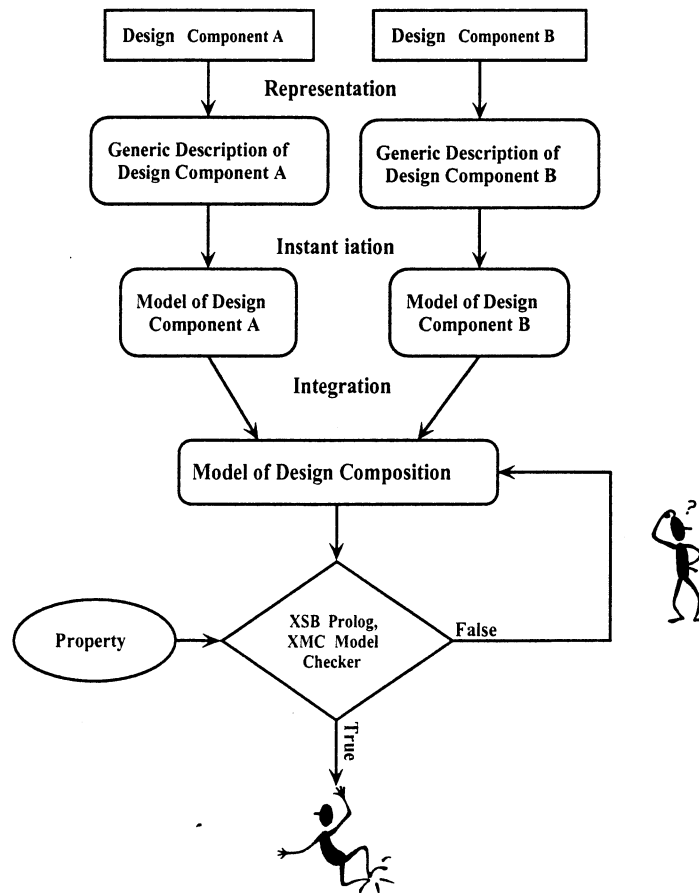 Design Component A
Design Component B
Representation
Generic Description of
Design Component A
Generic Description of
Design Component B
Instant iation
Model of Design
Component A
Model of Design
Component B
Integration
Model of Design Composition
?
XSB Prolog,
XMC Model
Checker
False
Property
True